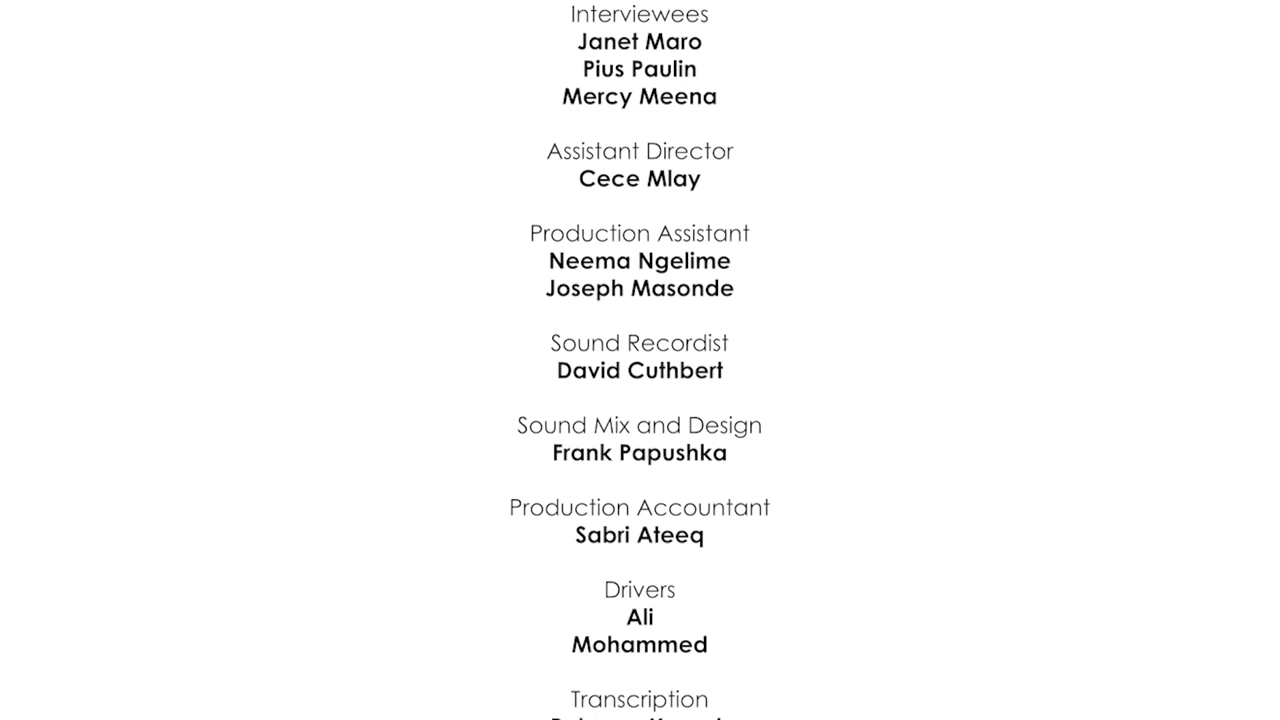 Interviewees
Janet Maro
Pius Paulin
Mercy Meena
Assistant Director
Cece Mlay
Production Assistant
Neema Ngelime
Joseph Masonde
Sound Recordist
David Cuthbert
Sound Mix and Design
Frank Papushka
Production Accountant
Sabri Ateeq
Drivers
Ali
Mohammed
Transcription